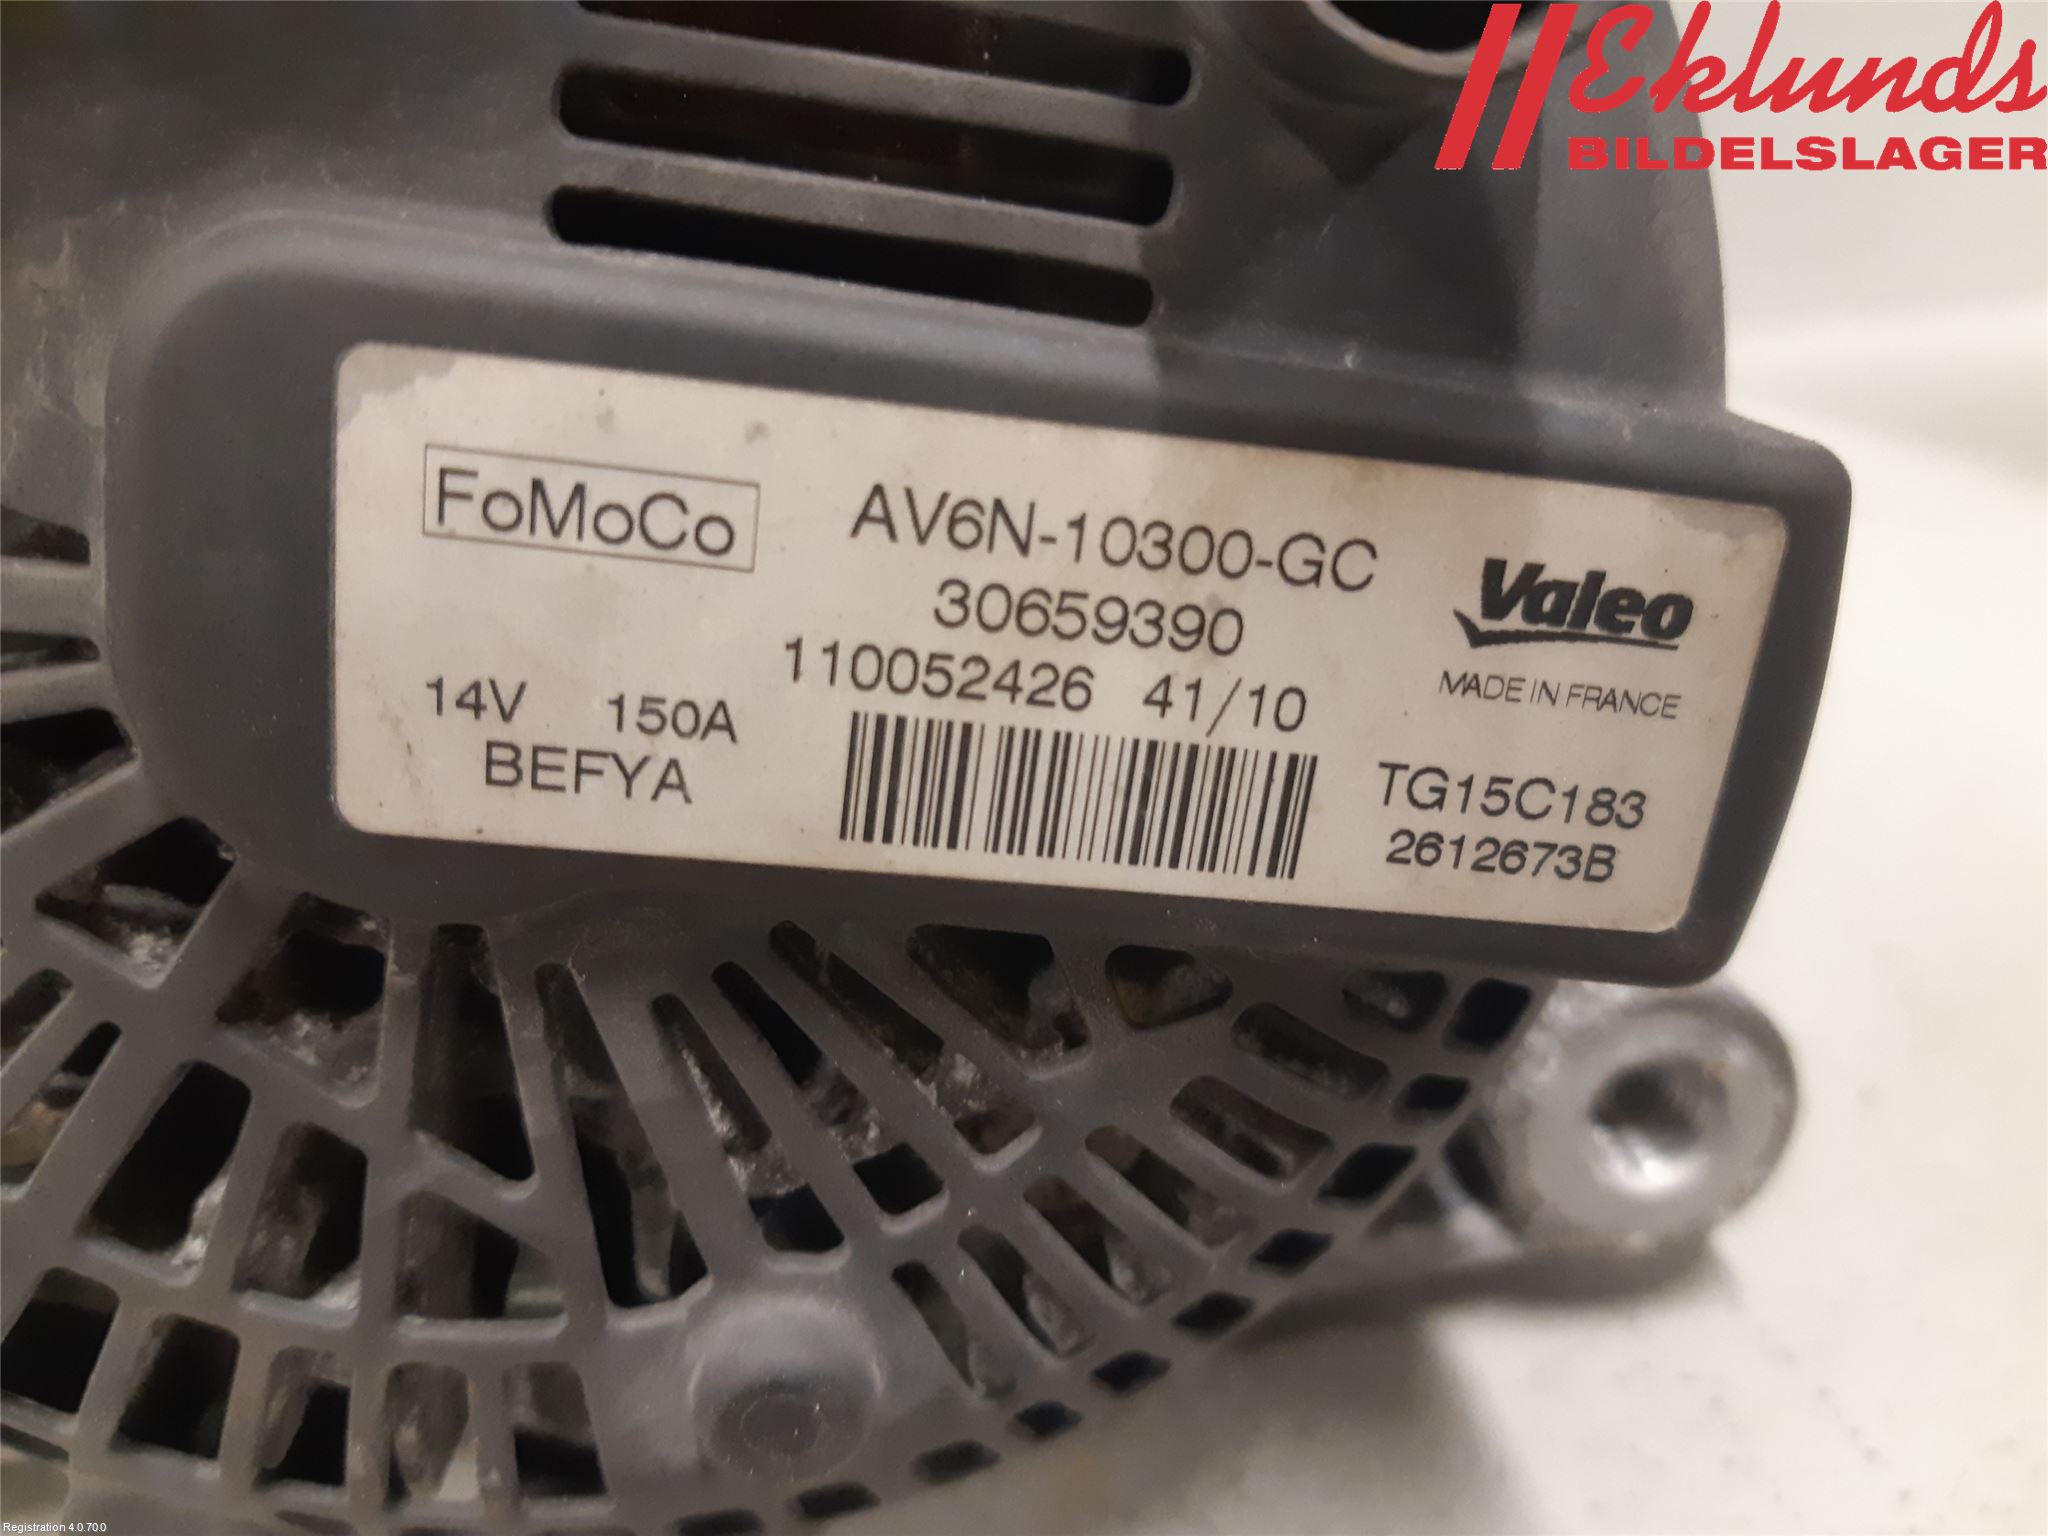 Eklunds
BILDELSLAGER
FoMoCo
AV6N-10300-GC
30659390
110052426 41/10
14V 150A
BEFYA
Valeo
MADE IN FRANCE
TG15C183
2612673B
Registration 4.0.70.0